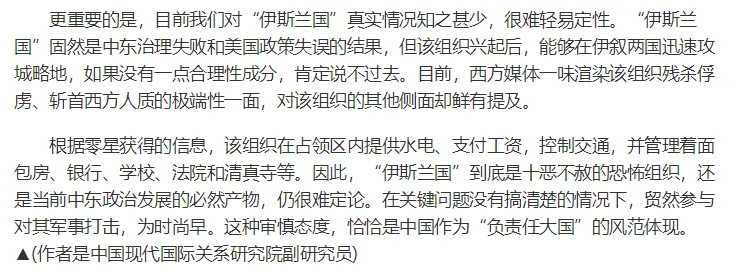 更重要的是，目前我们对“伊斯兰国”真实情况知之甚少，很难轻易定性。“伊斯兰
国”固然是中东治理失败和美国政策失误的结果，但该组织兴起后，能够在伊叙两国迅速攻
城略地，如果没有一点合理性成分，肯定说不过去。目前，西方媒体一味渲染该组织残杀俘
虏、斩首西方人质的极端性一面，对该组织的其他侧面却鲜有提及。
根据零星获得的信息，该组织在占领区内提供水电、支付工资，控制交通，并管理着面
包房、银行、学校、法院和清真寺等。因此，“伊斯兰国”到底是十恶不赦的恐怖组织，还
是当前中东政治发展的必然产物，仍很难定论。在关键问题没有搞清楚的情况下，贸然参与
对其军事打击，为时尚早。这种审慎态度，恰恰是中国作为“负责任大国”的风范体现。
▲(作者是中国现代国际关系研究院副研究员)